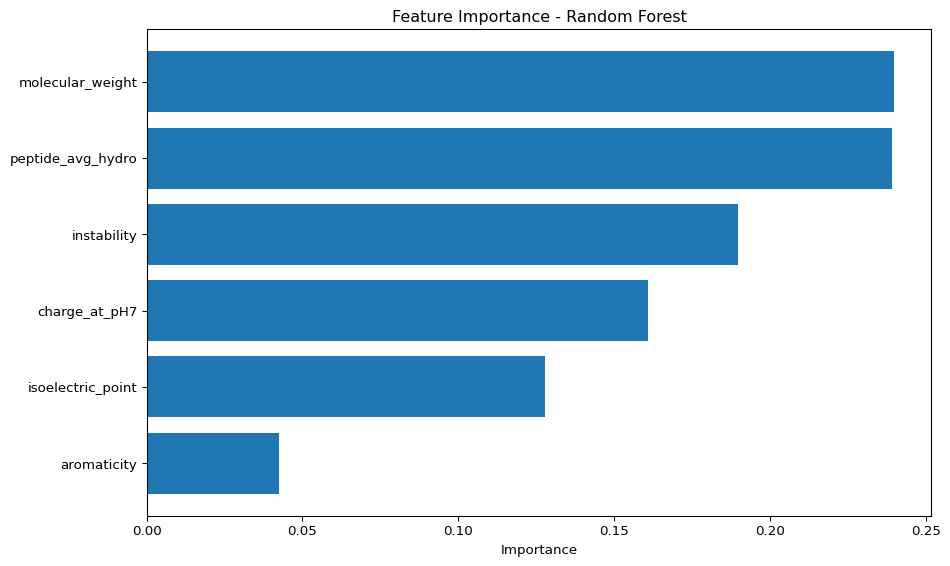 Feature Importance - Random Forest
molecular_weight
peptide_avg_hydro
instability
charge_at_pH7
isoelectric_point
aromaticity
0.00 0.05 0.10 0.15 0.20 0.25
Importance